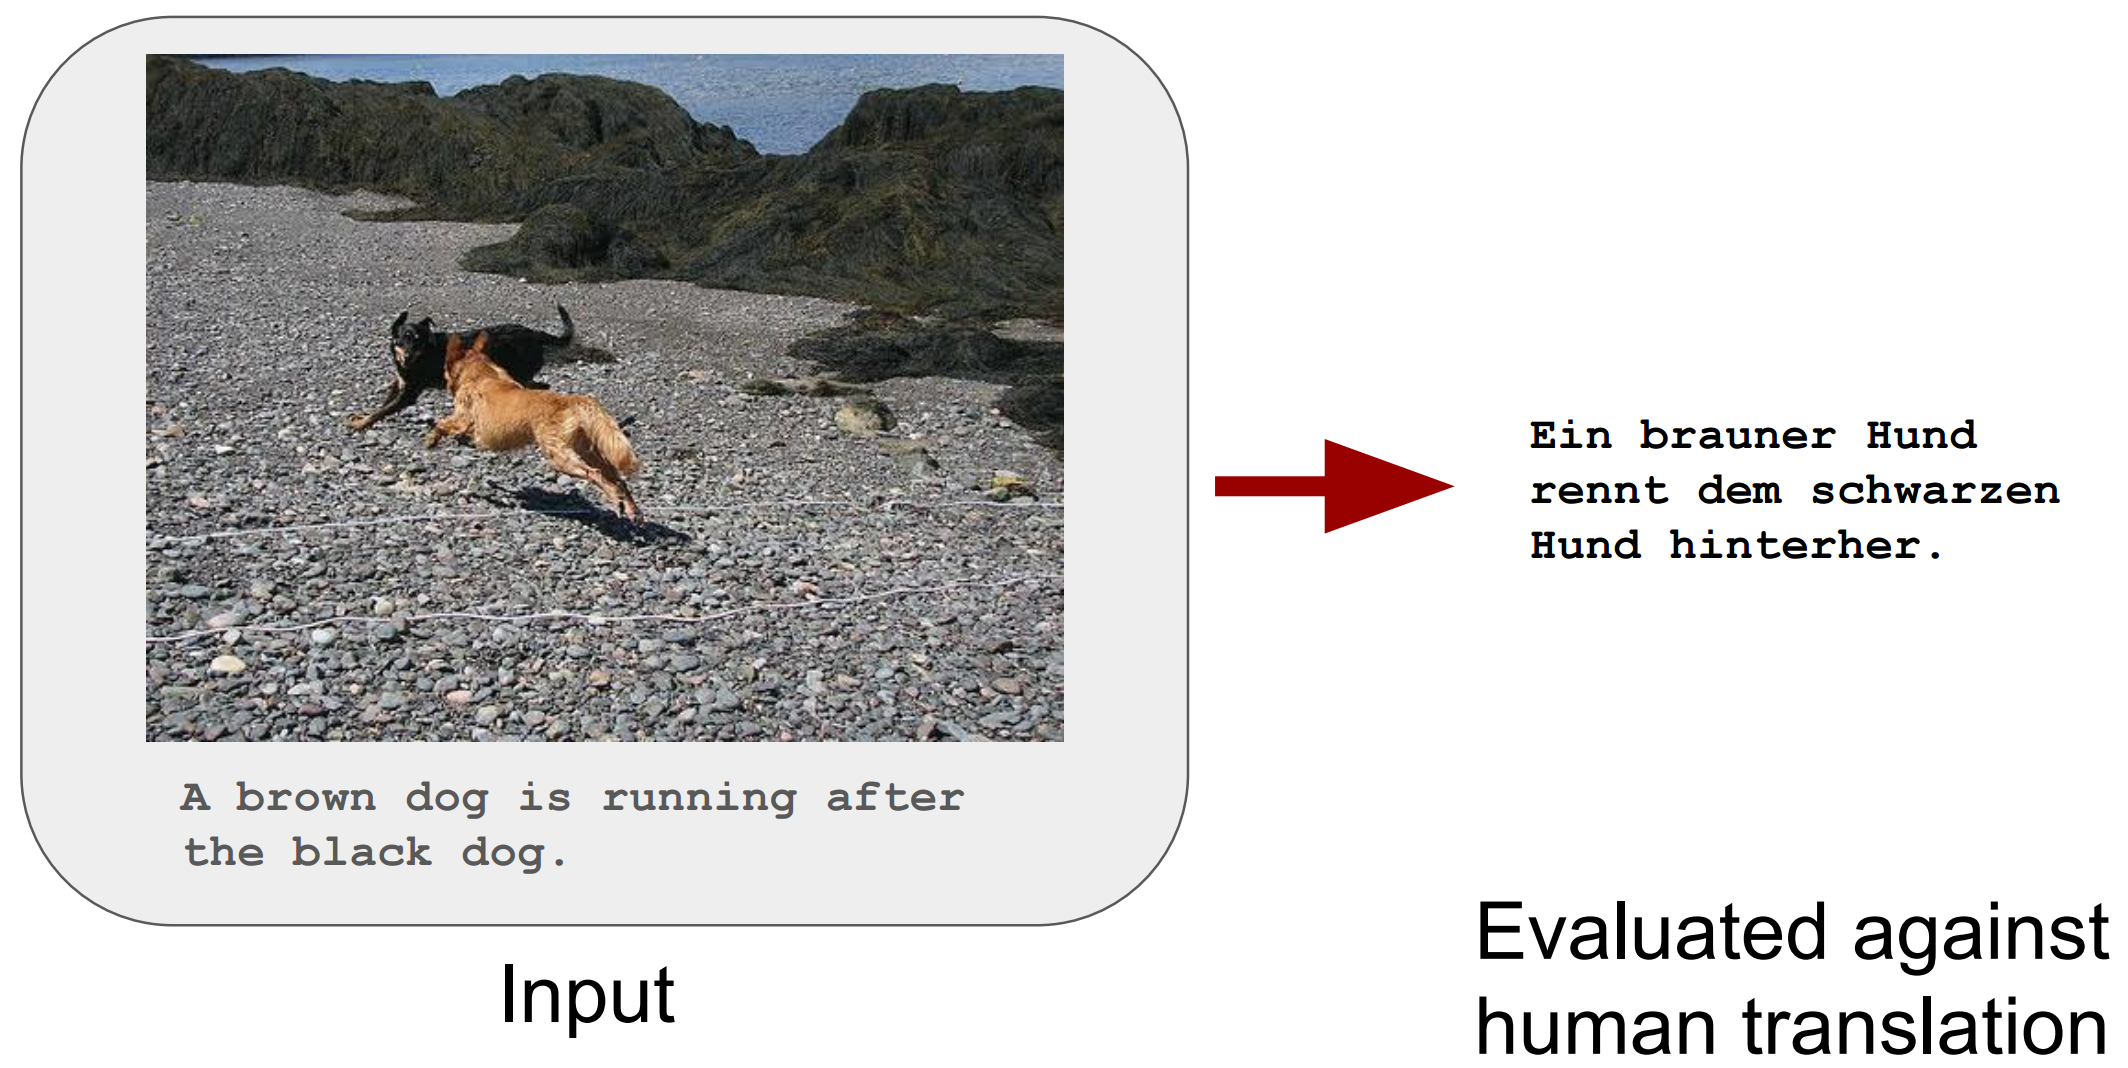 A brown dog is running after
the black dog.
Input
Ein brauner Hund
rennt dem schwarzen
Hund hinterher.
Evaluated against
human translation